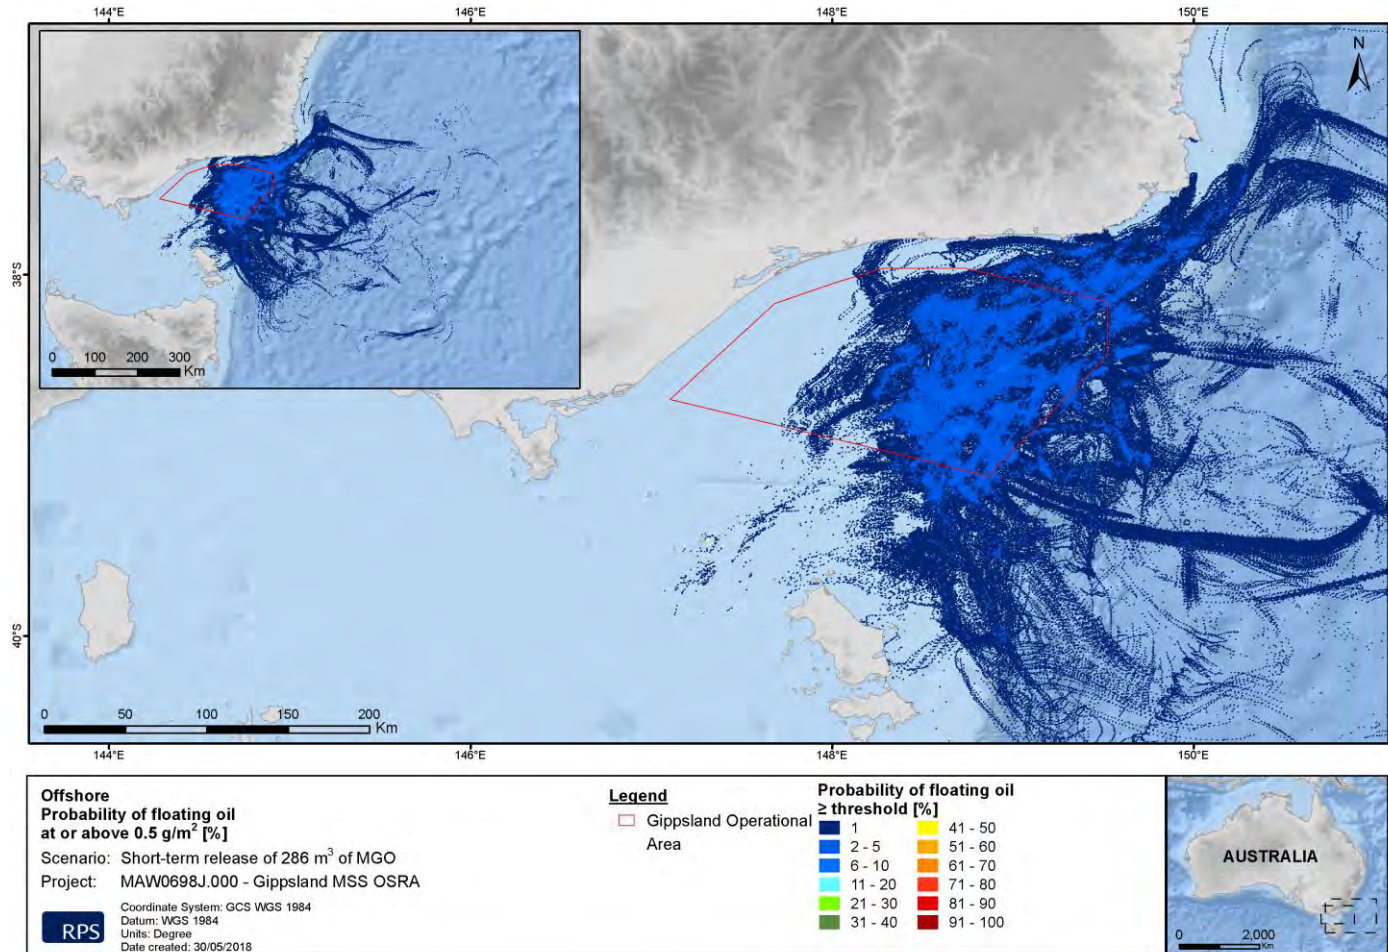 144°E 146°E 148°E 150°E
N
0 100 200 300
Km
38°S
40°S
0 50 100 150 200
Km
144°E 146°E 148°E 150°E
Offshore
Probability of floating oil
at or above 0.5 g/m² [%]
Scenario: Short-term release of 286 m³ of MGO
Project: MAW0698J.000 - Gippsland MSS OSRA
RPS
Coordinate System: GCS WGS 1984
Datum: WGS 1984
Units: Degree
Date created: 30/05/2018
Legend
Gippsland Operational
Area
Probability of floating oil
≥ threshold [%]
1
2 - 5
6 - 10
11 - 20
21 - 30
31 - 40
41 - 50
51 - 60
61 - 70
71 - 80
81 - 90
91 - 100
AUSTRALIA
0 2,000
Km